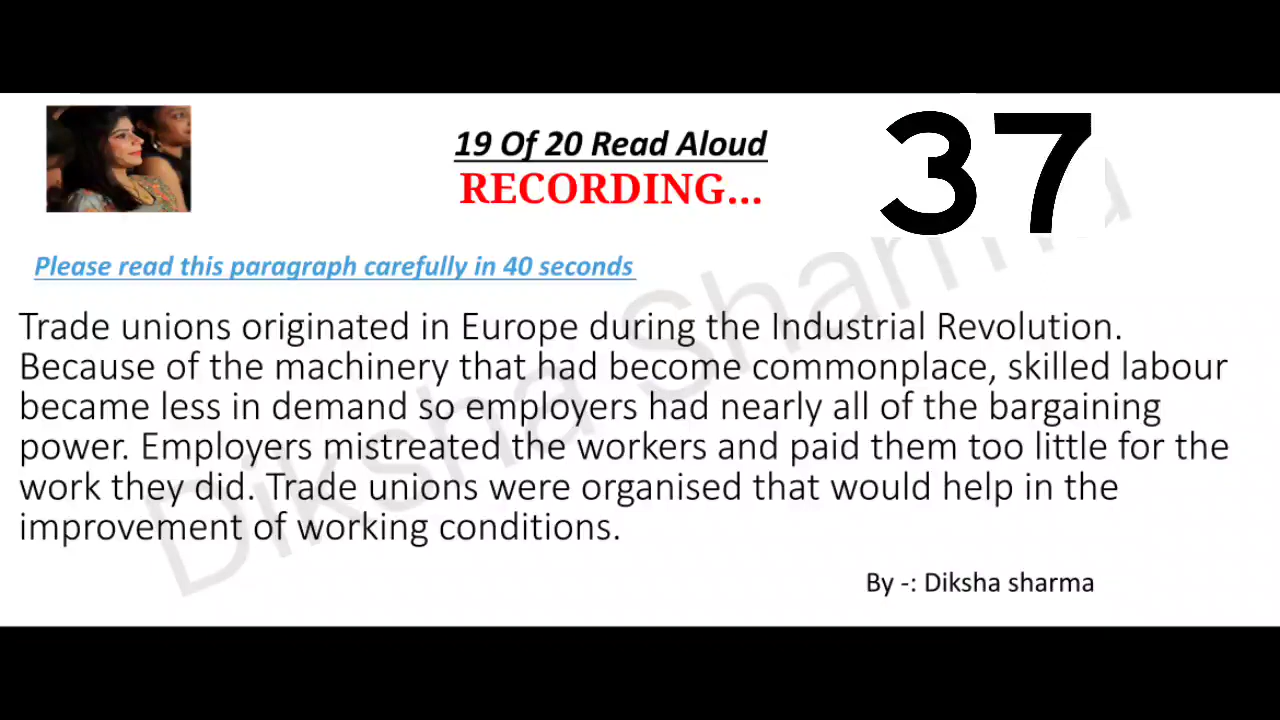 19 Of 20 Read Aloud
RECORDING...
37
Please read this paragraph carefully in 40 seconds
Trade unions originated in Europe during the Industrial Revolution.
Because of the machinery that had become commonplace, skilled labour
became less in demand so employers had nearly all of the bargaining
power. Employers mistreated the workers and paid them too little for the
work they did. Trade unions were organised that would help in the
improvement of working conditions.
By -: Diksha sharma
Diksha Sharma